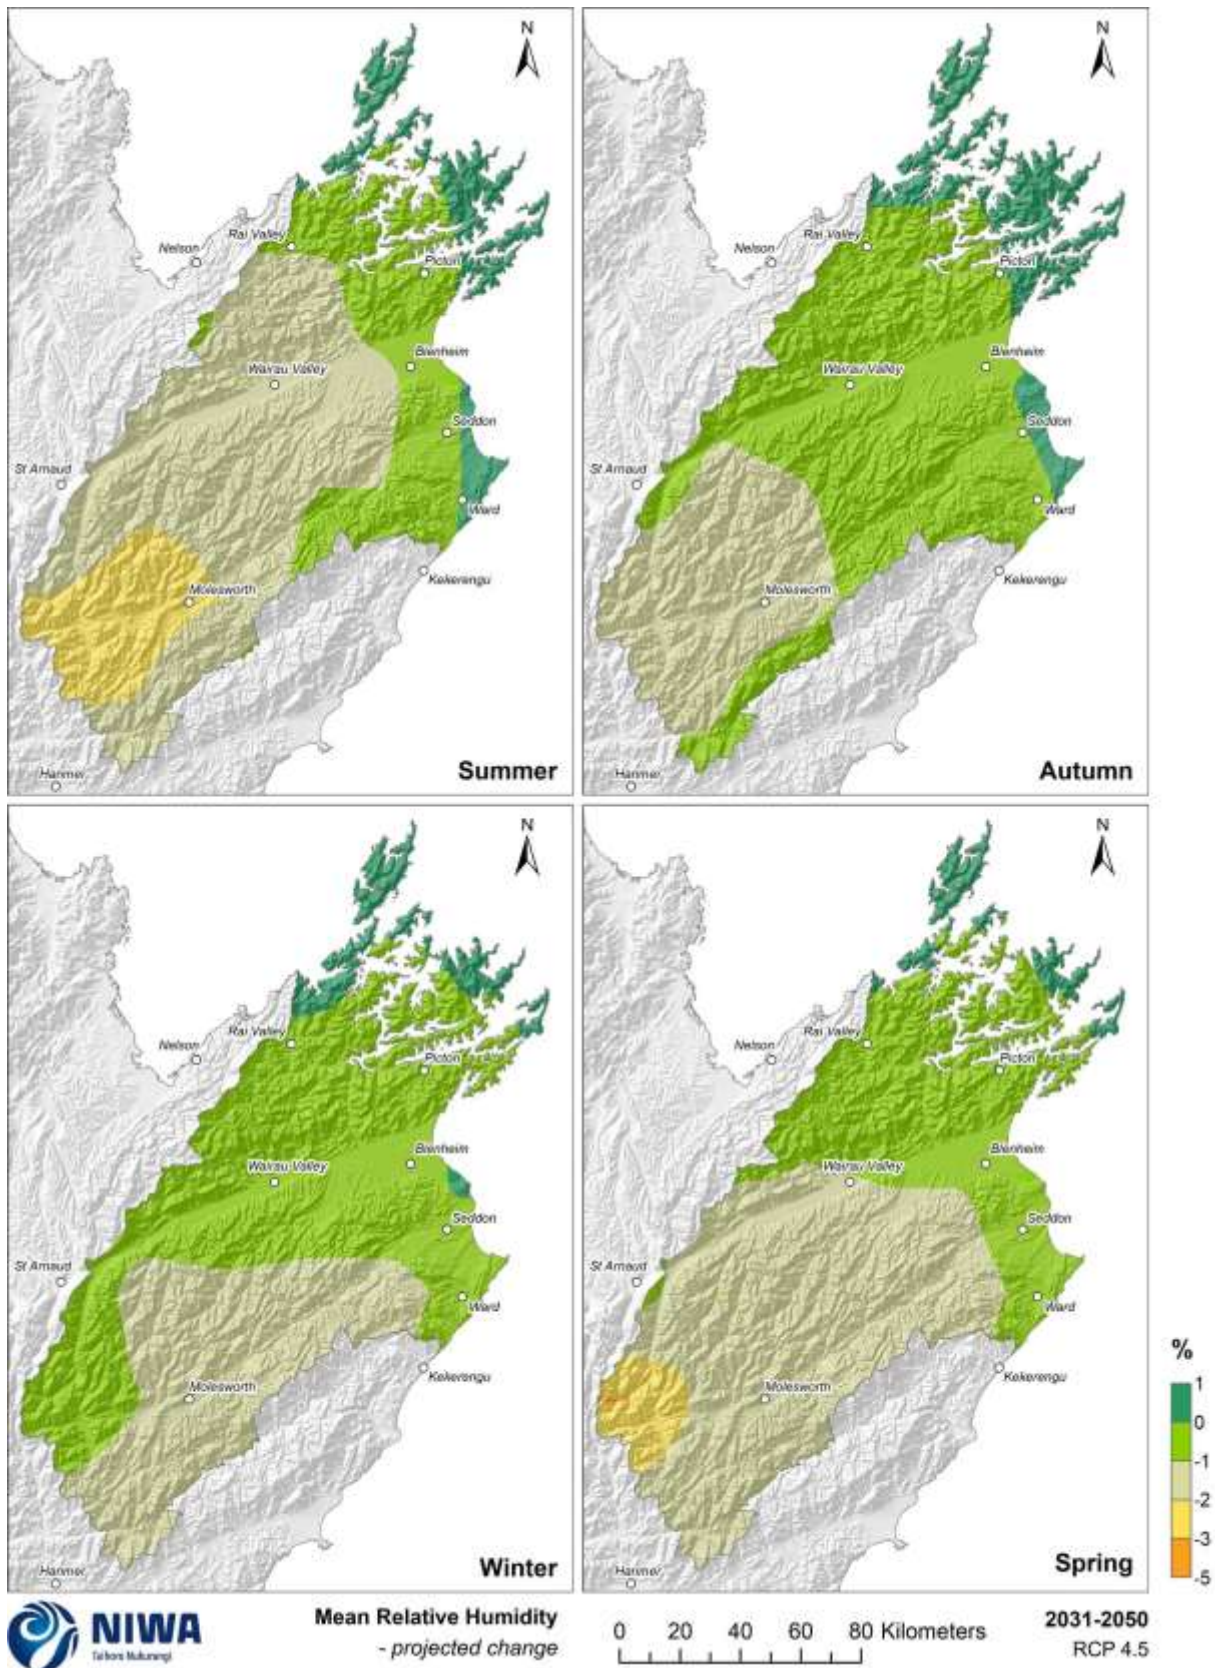 N
Nelson
Rai Valley
Picton
Wairau Valley
Blenheim
Seddon
St Arnaud
Ward
Molesworth
Kekerengu
Hanmer
Summer
N
Nelson
Rai Valley
Picton
Wairau Valley
Blenheim
Seddon
St Arnaud
Ward
Molesworth
Kekerengu
Hanmer
Autumn
N
Nelson
Rai Valley
Picton
Wairau Valley
Blenheim
Seddon
St Arnaud
Ward
Molesworth
Kekerengu
Hanmer
Winter
N
Nelson
Rai Valley
Picton
Wairau Valley
Blenheim
Seddon
St Arnaud
Ward
Molesworth
Kekerengu
Hanmer
Spring
%
1
0
-1
-2
-3
-5
NIWA
Taihoro Nukurangi
Mean Relative Humidity
- projected change
0 20 40 60 80 Kilometers
2031-2050
RCP 4.5